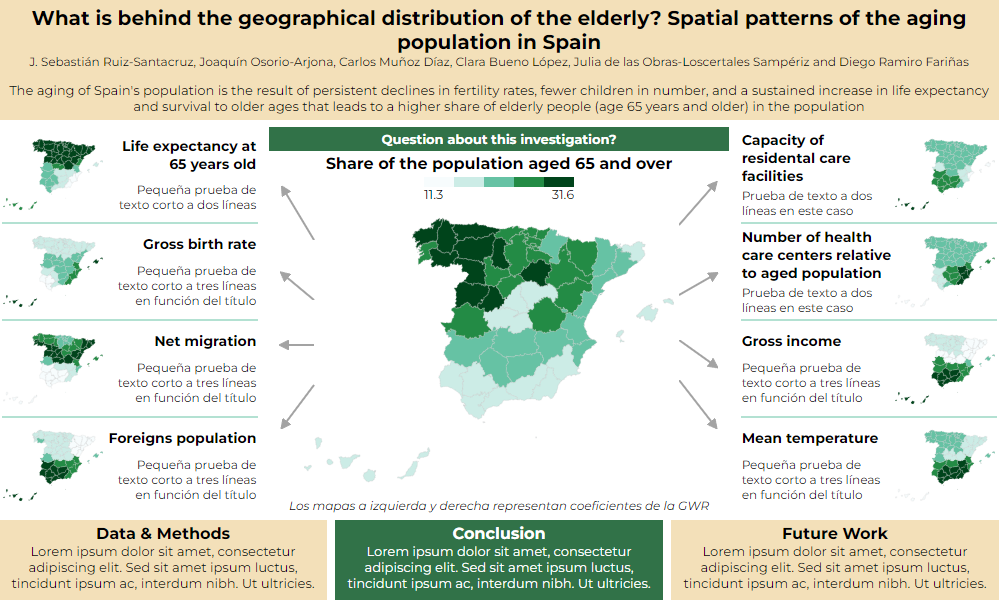 What is behind the geographical distribution of the elderly? Spatial patterns of the aging
population in Spain
J. Sebastián Ruiz-Santacruz, Joaquín Osorio-Arjona, Carlos Muñoz Díaz, Clara Bueno López, Julia de las Obras-Loscertales Sampériz and Diego Ramiro Fariñas
The aging of Spain's population is the result of persistent declines in fertility rates, fewer children in number, and a sustained increase in life expectancy
and survival to older ages that leads to a higher share of elderly people (age 65 years and older) in the population
Life expectancy at
65 years old
Pequeña prueba de
texto corto a dos líneas
Gross birth rate
Pequeña prueba de
texto corto a tres líneas
en función del título
Net migration
Pequeña prueba de
texto corto a tres líneas
en función del título
Foreigns population
Pequeña prueba de
texto corto a tres líneas
en función del título
Question about this investigation?
Share of the population aged 65 and over
11.3 31.6
Los mapas a izquierda y derecha representan coeficientes de la GWR
Capacity of
residental care
facilities
Prueba de texto a dos
líneas en este caso
Number of health
care centers relative
to aged population
Prueba de texto a dos
líneas en este caso
Gross income
Pequeña prueba de
texto corto a tres líneas
en función del título
Mean temperature
Pequeña prueba de
texto corto a tres líneas
en función del título
Data & Methods
Lorem ipsum dolor sit amet, consectetur
adipiscing elit. Sed sit amet ipsum luctus,
tincidunt ipsum ac, interdum nibh. Ut ultricies.
Conclusion
Lorem ipsum dolor sit amet, consectetur
adipiscing elit. Sed sit amet ipsum luctus,
tincidunt ipsum ac, interdum nibh. Ut ultricies.
Future Work
Lorem ipsum dolor sit amet, consectetur
adipiscing elit. Sed sit amet ipsum luctus,
tincidunt ipsum ac, interdum nibh. Ut ultricies.